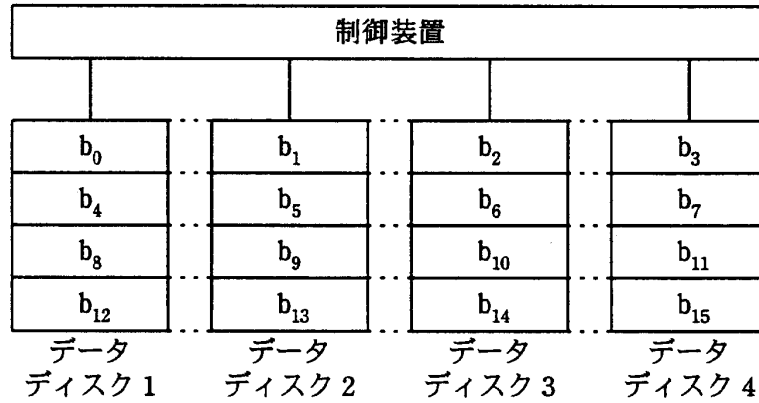 制御装置
b₀ b₁ b₂ b₃
b₄ b₅ b₆ b₇
b₈ b₉ b₁₀ b₁₁
b₁₂ b₁₃ b₁₄ b₁₅
データ データ データ データ
ディスク1 ディスク2 ディスク3 ディスク4